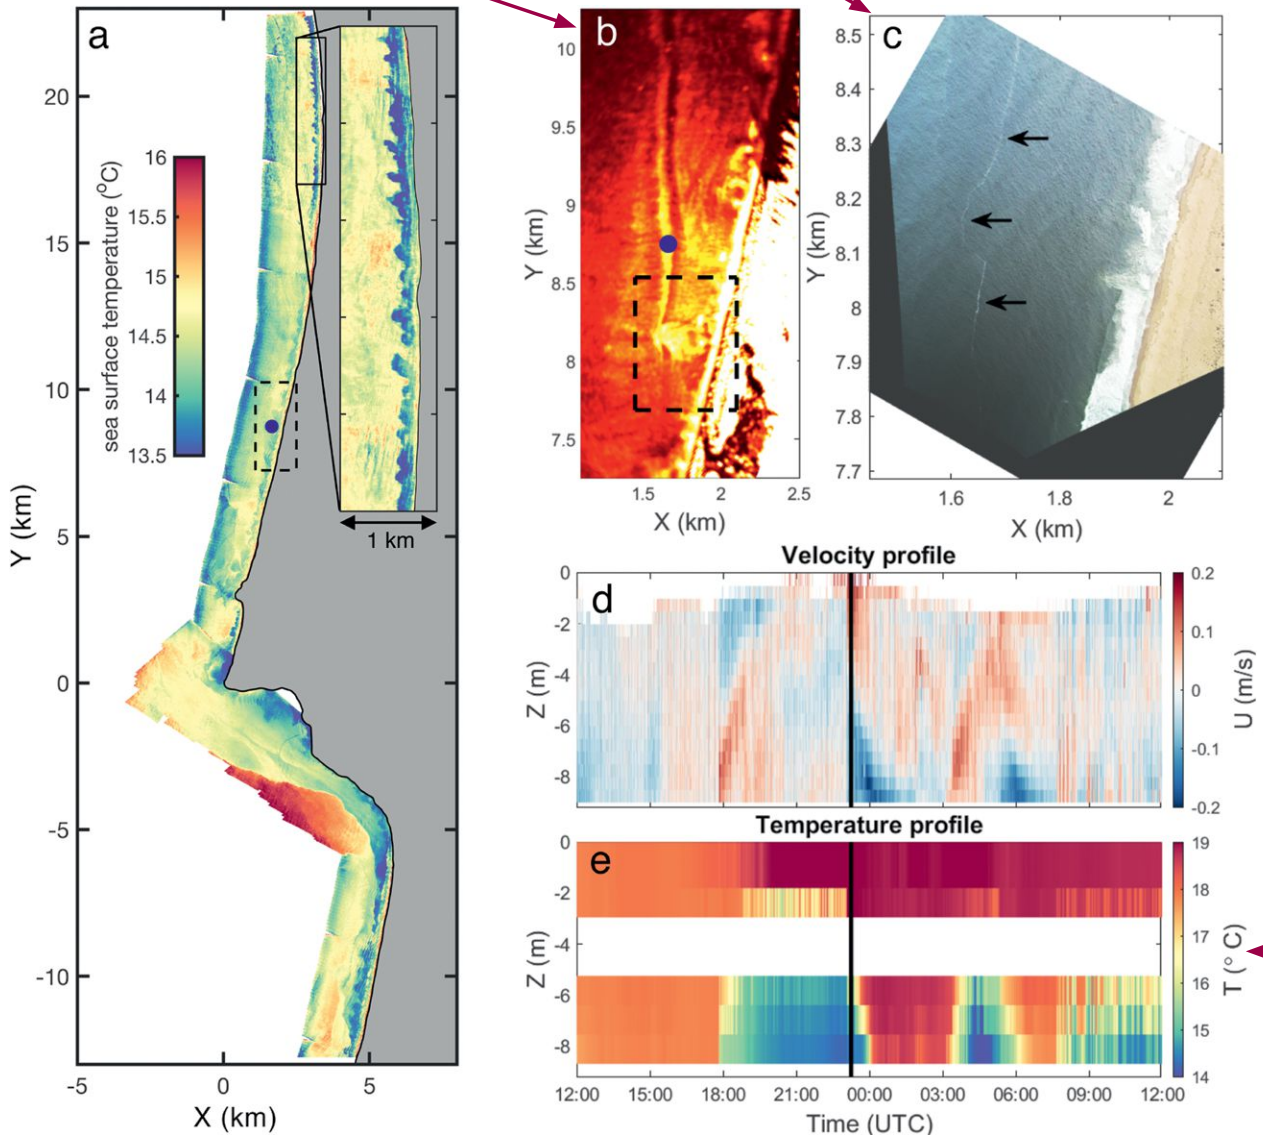 a
20
15
10
5
0
-5
-10
Y (km)
-5
0
5
X (km)
sea surface temperature (°C)
16
15.5
15
14.5
14
13.5
1 km
b
10
9.5
9
8.5
8
7.5
Y (km)
1.5
2
2.5
X (km)
c
8.5
8.4
8.3
8.2
8.1
8
7.9
7.8
7.7
Y (km)
1.6
1.8
2
X (km)
Velocity profile
d
0
-2
-4
-6
-8
Z (m)
0.2
0.1
0
-0.1
-0.2
U (m/s)
Temperature profile
e
0
-2
-4
-6
-8
Z (m)
19
18
17
16
15
14
T (° C)
12:00 15:00 18:00 21:00 00:00 03:00 06:00 09:00 12:00
Time (UTC)